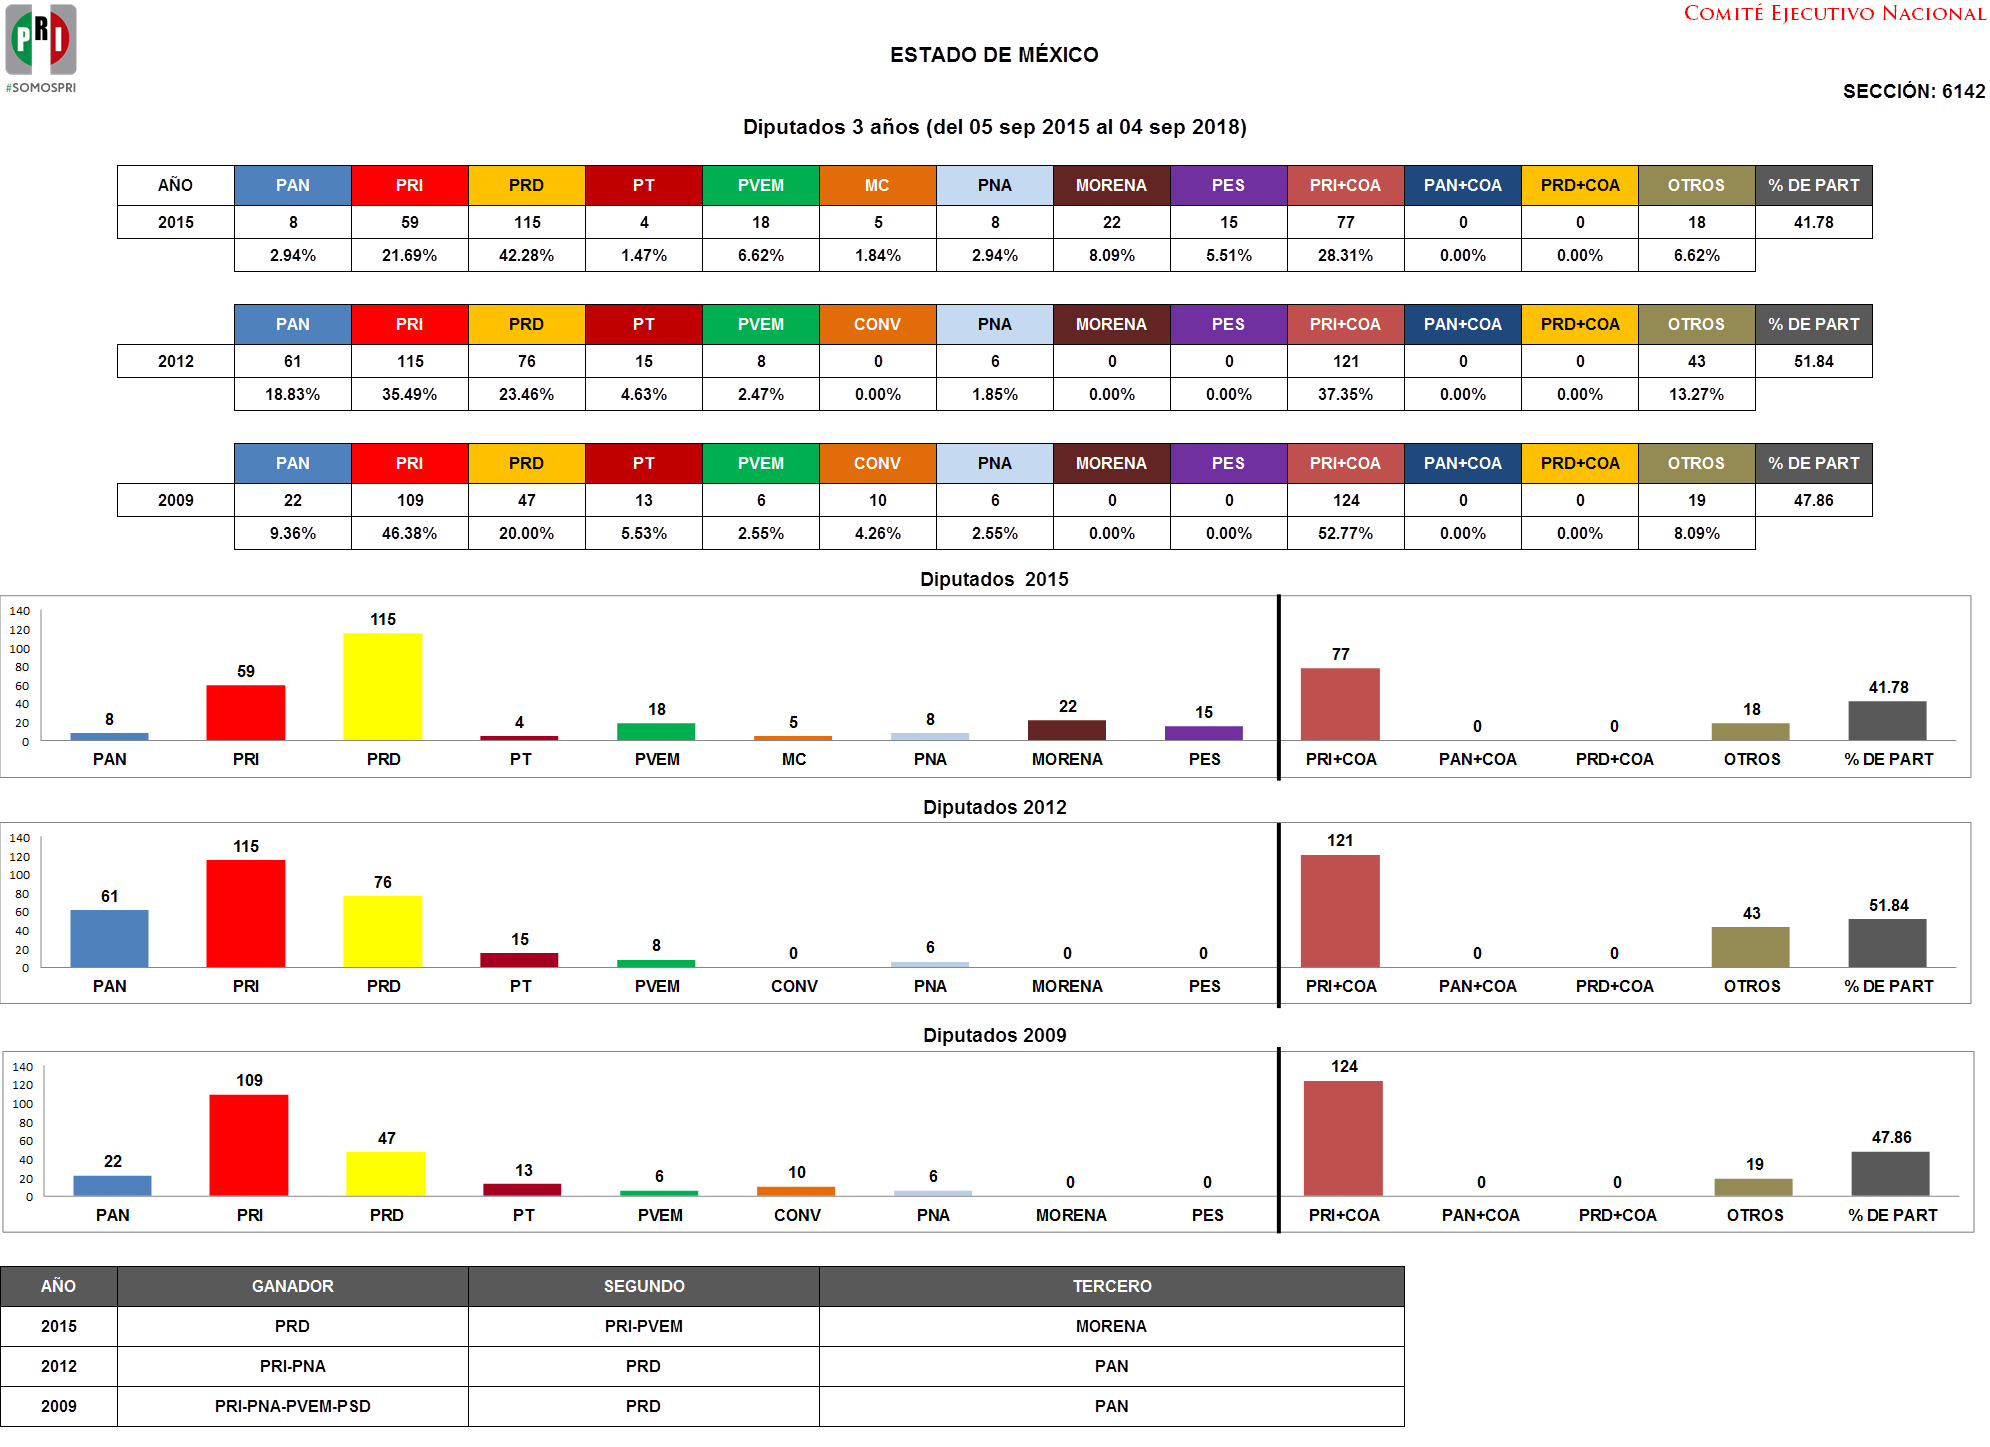 PRI
#SOMOSPRI
COMITÉ EJECUTIVO NACIONAL
ESTADO DE MÉXICO
SECCIÓN: 6142
Diputados 3 años (del 05 sep 2015 al 04 sep 2018)
AÑO PAN PRI PRD PT PVEM MC PNA MORENA PES PRI+COA PAN+COA PRD+COA OTROS % DE PART
2015 8 59 115 4 18 5 8 22 15 77 0 0 18 41.78
2.94% 21.69% 42.28% 1.47% 6.62% 1.84% 2.94% 8.09% 5.51% 28.31% 0.00% 0.00% 6.62%
PAN PRI PRD PT PVEM CONV PNA MORENA PES PRI+COA PAN+COA PRD+COA OTROS % DE PART
2012 61 115 76 15 8 0 6 0 0 121 0 0 43 51.84
18.83% 35.49% 23.46% 4.63% 2.47% 0.00% 1.85% 0.00% 0.00% 37.35% 0.00% 0.00% 13.27%
PAN PRI PRD PT PVEM CONV PNA MORENA PES PRI+COA PAN+COA PRD+COA OTROS % DE PART
2009 22 109 47 13 6 10 6 0 0 124 0 0 19 47.86
9.36% 46.38% 20.00% 5.53% 2.55% 4.26% 2.55% 0.00% 0.00% 52.77% 0.00% 0.00% 8.09%
Diputados 2015
140
120
100
80
60
40
20
0
8 59 115 4 18 5 8 22 15 77 0 0 18 41.78
PAN PRI PRD PT PVEM MC PNA MORENA PES PRI+COA PAN+COA PRD+COA OTROS % DE PART
Diputados 2012
140
120
100
80
60
40
20
0
61 115 76 15 8 0 6 0 0 121 0 0 43 51.84
PAN PRI PRD PT PVEM CONV PNA MORENA PES PRI+COA PAN+COA PRD+COA OTROS % DE PART
Diputados 2009
140
120
100
80
60
40
20
0
22 109 47 13 6 10 6 0 0 124 0 0 19 47.86
PAN PRI PRD PT PVEM CONV PNA MORENA PES PRI+COA PAN+COA PRD+COA OTROS % DE PART
AÑO GANADOR SEGUNDO TERCERO
2015 PRD PRI-PVEM MORENA
2012 PRI-PNA PRD PAN
2009 PRI-PNA-PVEM-PSD PRD PAN